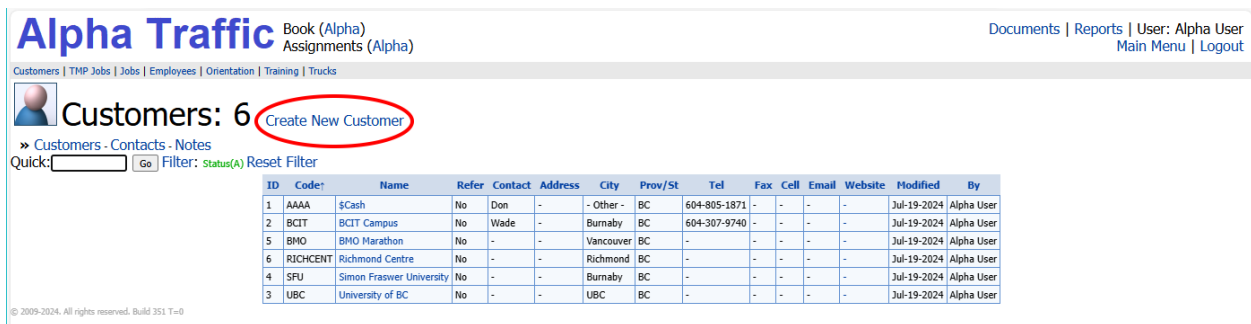 Alpha Traffic Book (Alpha)
Assignments (Alpha)
Documents | Reports | User: Alpha User
Main Menu | Logout
Customers | TMP Jobs | Jobs | Employees | Orientation | Training | Trucks
Customers: 6 Create New Customer
» Customers - Contacts - Notes
Quick: Go Filter: Status(A) Reset Filter
ID Code↑ Name Refer Contact Address City Prov/St Tel Fax Cell Email Website Modified By
1 AAAA $Cash No Don - - Other - BC 604-805-1871 - - - - Jul-19-2024 Alpha User
2 BCIT BCIT Campus No Wade - Burnaby BC 604-307-9740 - - - - Jul-19-2024 Alpha User
5 BMO BMO Marathon No - - Vancouver BC - - - - - Jul-19-2024 Alpha User
6 RICHCENT Richmond Centre No - - Richmond BC - - - - - Jul-19-2024 Alpha User
4 SFU Simon Fraswer University No - - Burnaby BC - - - - - Jul-19-2024 Alpha User
3 UBC University of BC No - - UBC BC - - - - - Jul-19-2024 Alpha User
© 2009-2024. All rights reserved. Build 351 T=0